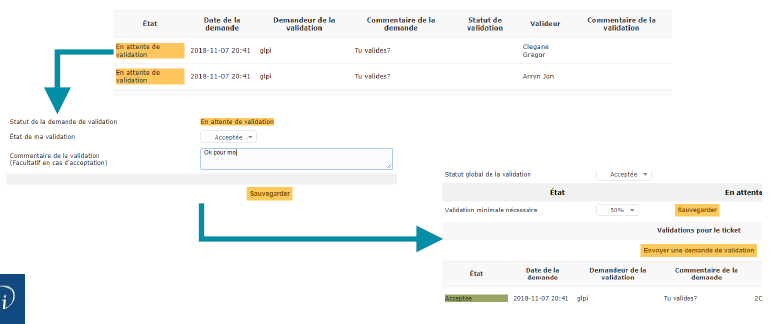 État Date de la demande Demandeur de la validation Commentaire de la demande Statut de validation Valideur Commentaire de la validation
En attente de validation 2018-11-07 20:41 glpi Tu valides? Clegane Gregor
En attente de validation 2018-11-07 20:41 glpi Tu valides? Arryn Jon
Statut de la demande de validation En attente de validation
État de ma validation Acceptée
Commentaire de la validation Ok pour moi
(Facultatif en cas d'acceptation)
Sauvegarder
Statut global de la validation Acceptée
État En attente
Validation minimale nécessaire 50% Sauvegarder
Validations pour le ticket
Envoyer une demande de validation
État Date de la demande Demandeur de la validation Commentaire de la demande
Acceptée 2018-11-07 20:41 glpi Tu valides?
i